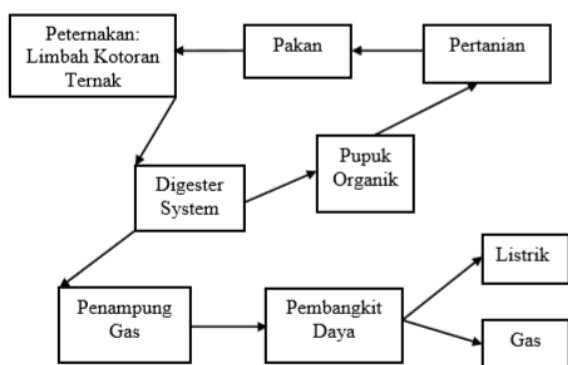 Peternakan:
Limbah Kotoran
Ternak
Pakan
Pertanian
Digester
System
Pupuk
Organik
Penampung
Gas
Pembangkit
Daya
Listrik
Gas